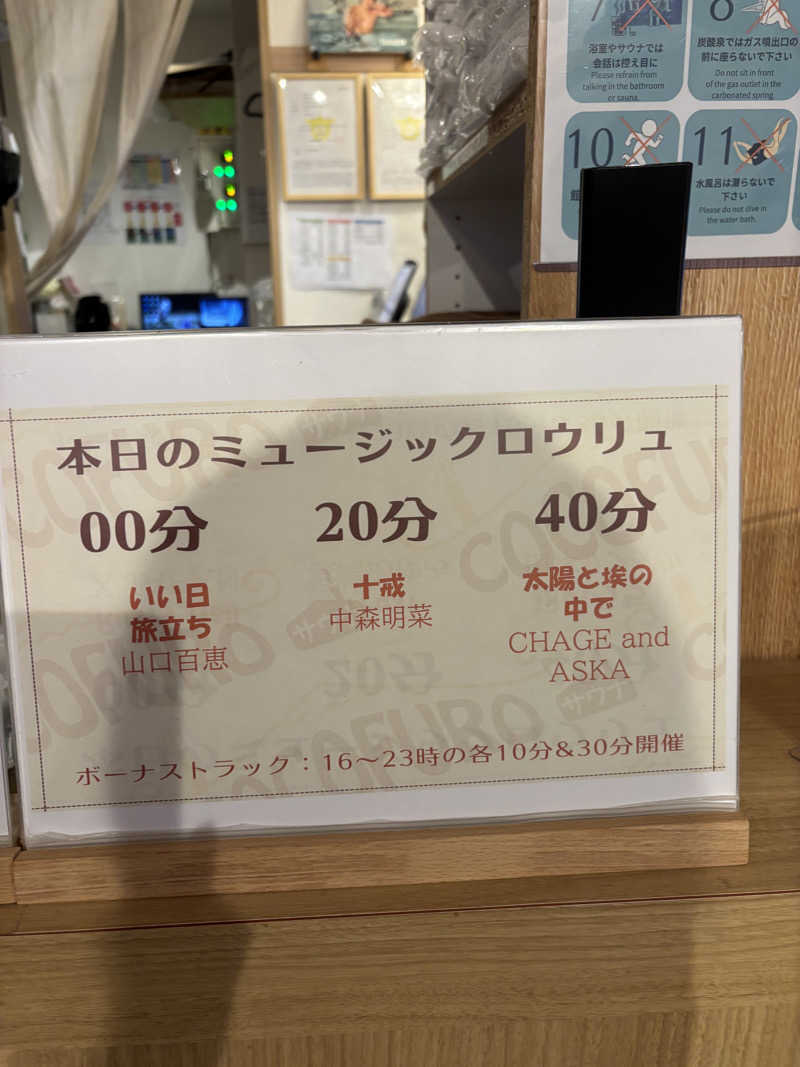 7
浴室やサウナでは
会話は控え目に
Please refrain from
talking in the bathroom
or sauna.
8
炭酸泉ではガス噴出口の
前に座らないで下さい
Do not sit in front
of the gas outlet in the
carbonated spring.
10
11
水風呂は潜らないで
下さい
Please do not dive in
the water bath.
本日のミュージックロウリュ
00分
いい日
旅立ち
山口百恵
20分
十戒
中森明菜
40分
太陽と埃の
中で
CHAGE and
ASKA
ボーナストラック：16〜23時の各10分&30分開催